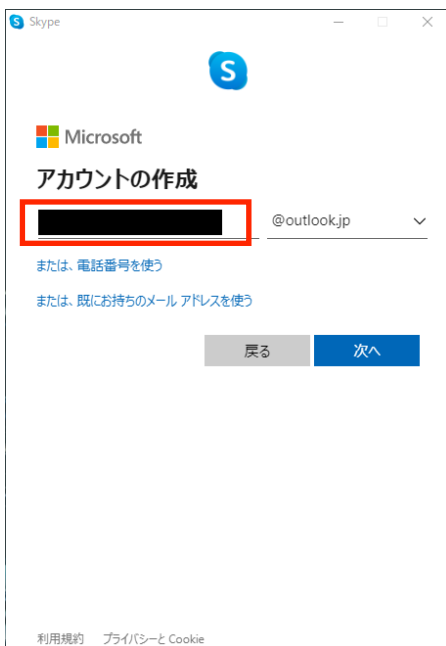 Skype
Microsoft
アカウントの作成
@outlook.jp
または、電話番号を使う
または、既にお持ちのメール アドレスを使う
戻る 次へ
利用規約 プライバシーと Cookie